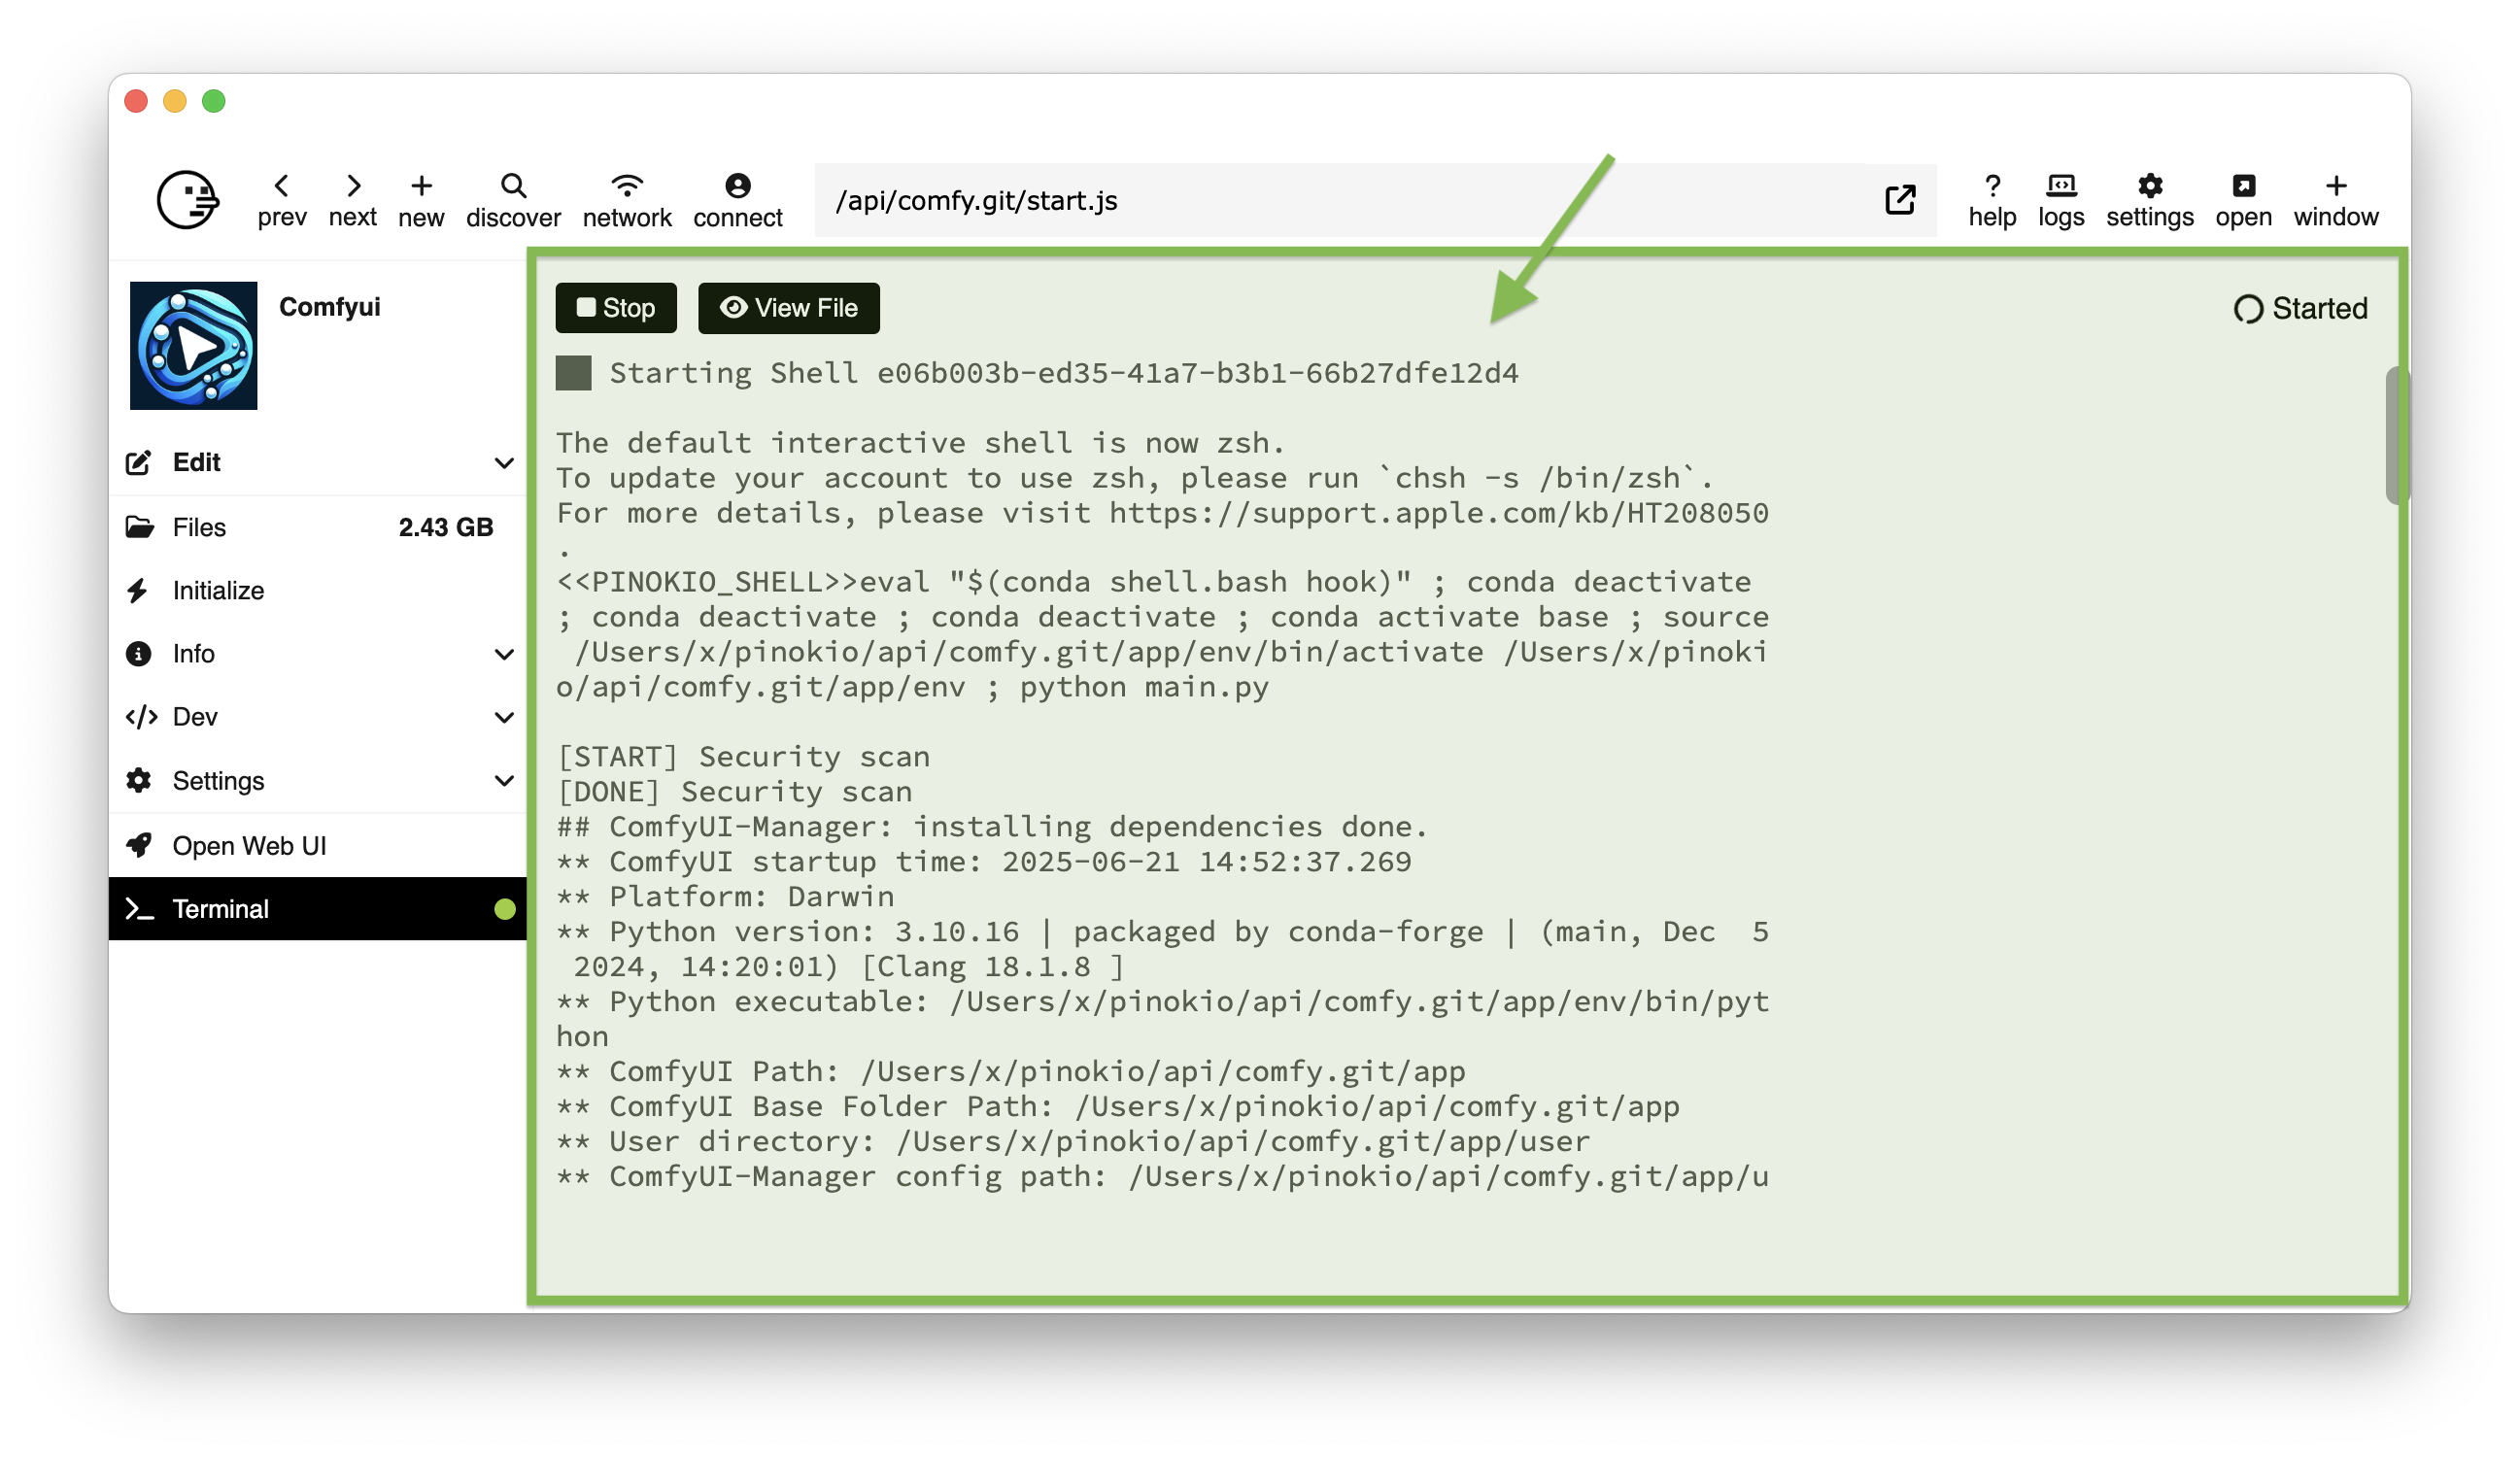 prev
next
new
discover
network
connect
/api/comfy.git/start.js
help
logs
settings
open
window
Comfyui
Edit
Files 2.43 GB
Initialize
Info
Dev
Settings
Open Web UI
Terminal
Stop
View File
Started
Starting Shell e06b003b-ed35-41a7-b3b1-66b27dfe12d4
The default interactive shell is now zsh.
To update your account to use zsh, please run `chsh -s /bin/zsh`.
For more details, please visit https://support.apple.com/kb/HT208050
.
<<PINOKIO_SHELL>>eval "$(conda shell.bash hook)" ; conda deactivate
; conda deactivate ; conda deactivate ; conda activate base ; source
/Users/x/pinokio/api/comfy.git/app/env/bin/activate /Users/x/pinoki
o/api/comfy.git/app/env ; python main.py
[START] Security scan
[DONE] Security scan
## ComfyUI-Manager: installing dependencies done.
** ComfyUI startup time: 2025-06-21 14:52:37.269
** Platform: Darwin
** Python version: 3.10.16 | packaged by conda-forge | (main, Dec  5
2024, 14:20:01) [Clang 18.1.8 ]
** Python executable: /Users/x/pinokio/api/comfy.git/app/env/bin/pyt
hon
** ComfyUI Path: /Users/x/pinokio/api/comfy.git/app
** ComfyUI Base Folder Path: /Users/x/pinokio/api/comfy.git/app
** User directory: /Users/x/pinokio/api/comfy.git/app/user
** ComfyUI-Manager config path: /Users/x/pinokio/api/comfy.git/app/u